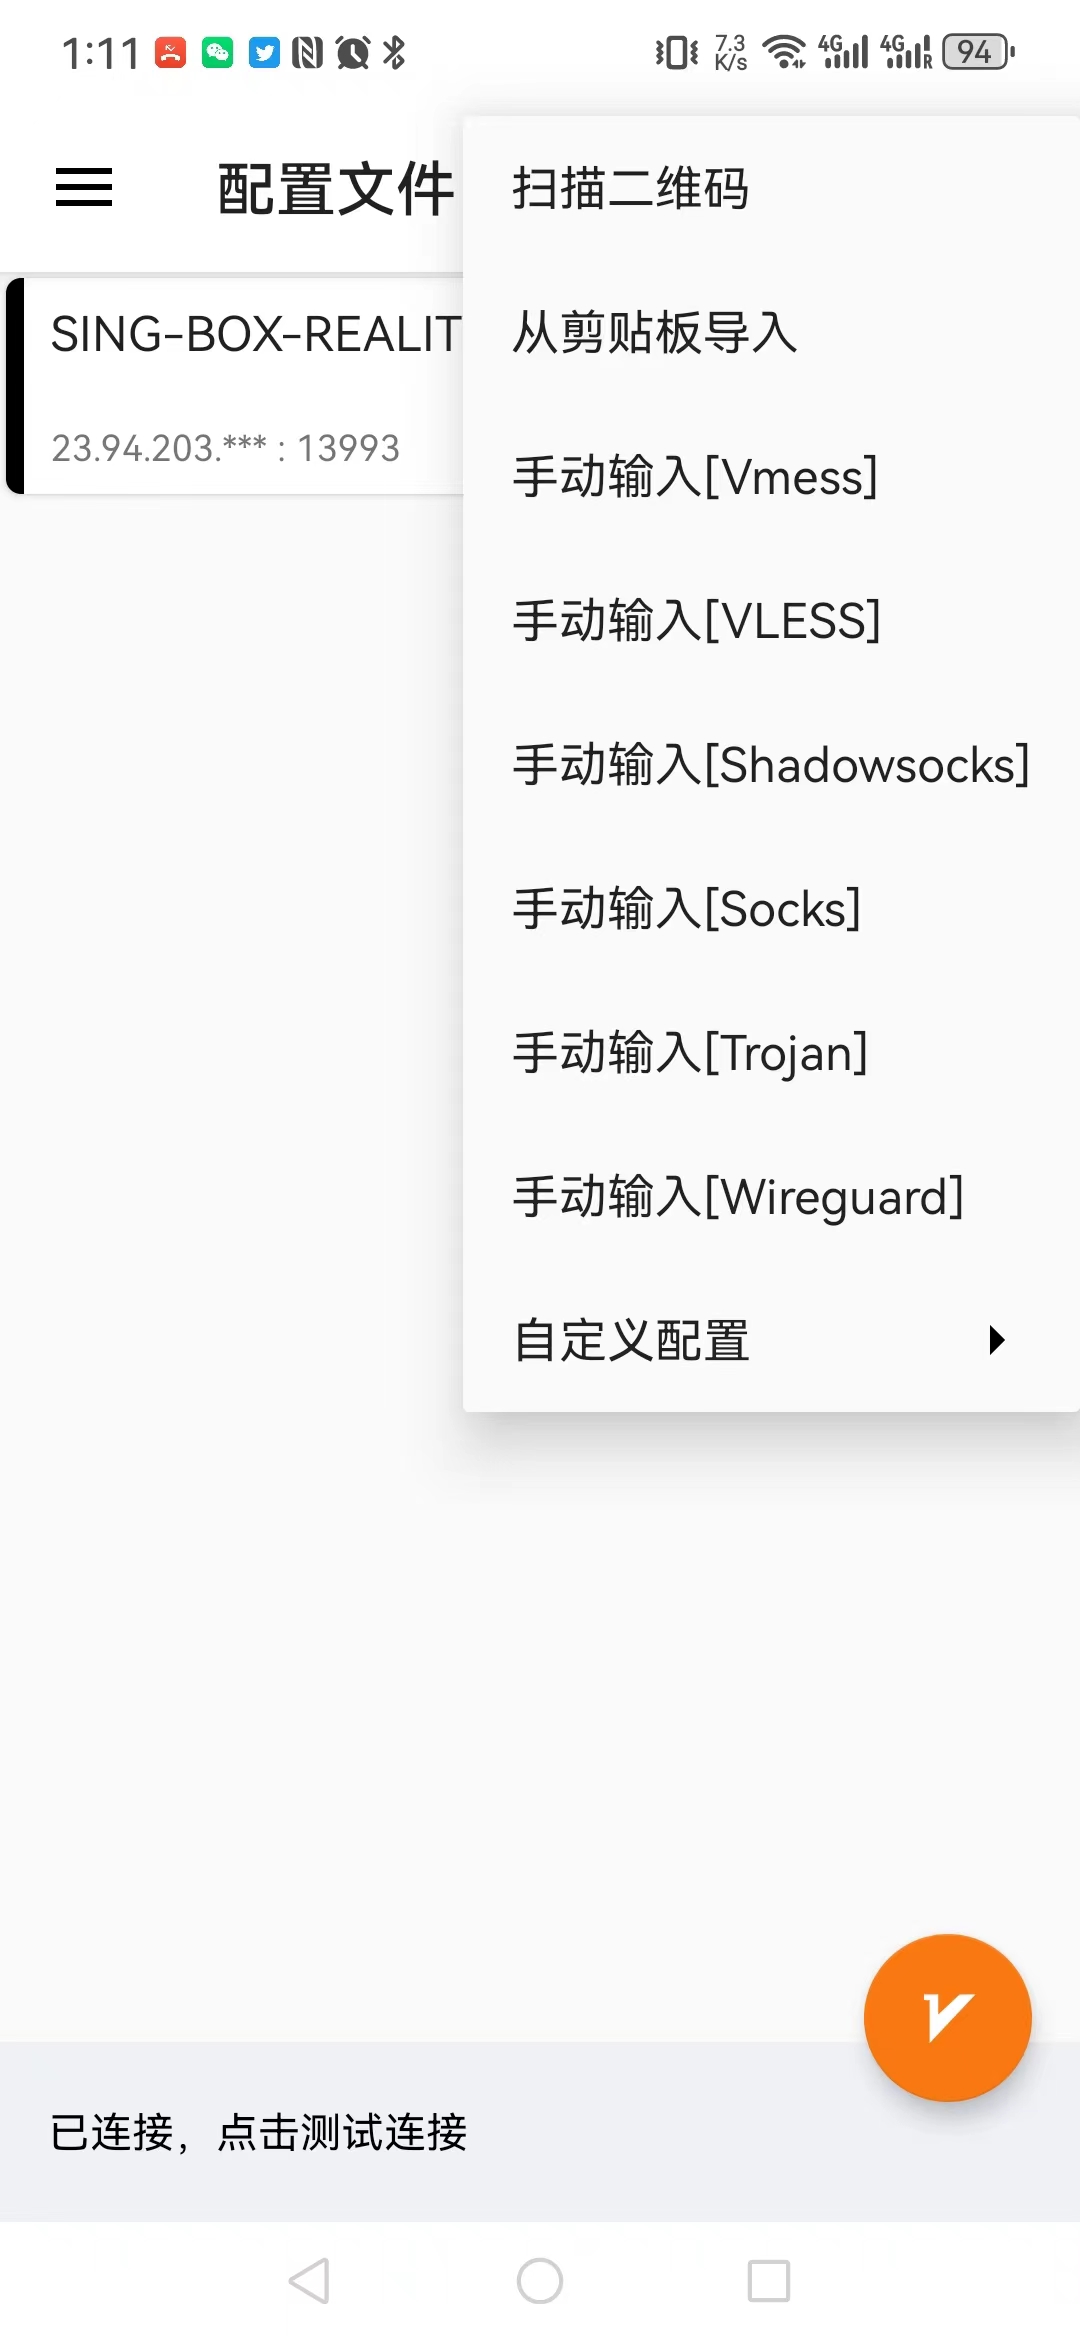 1:11
7.3
K/s
4G
4G
R
94
配置文件
扫描二维码
SING-BOX-REALIT
从剪贴板导入
23.94.203.*** : 13993
手动输入[Vmess]
手动输入[VLESS]
手动输入[Shadowsocks]
手动输入[Socks]
手动输入[Trojan]
手动输入[Wireguard]
自定义配置
已连接，点击测试连接